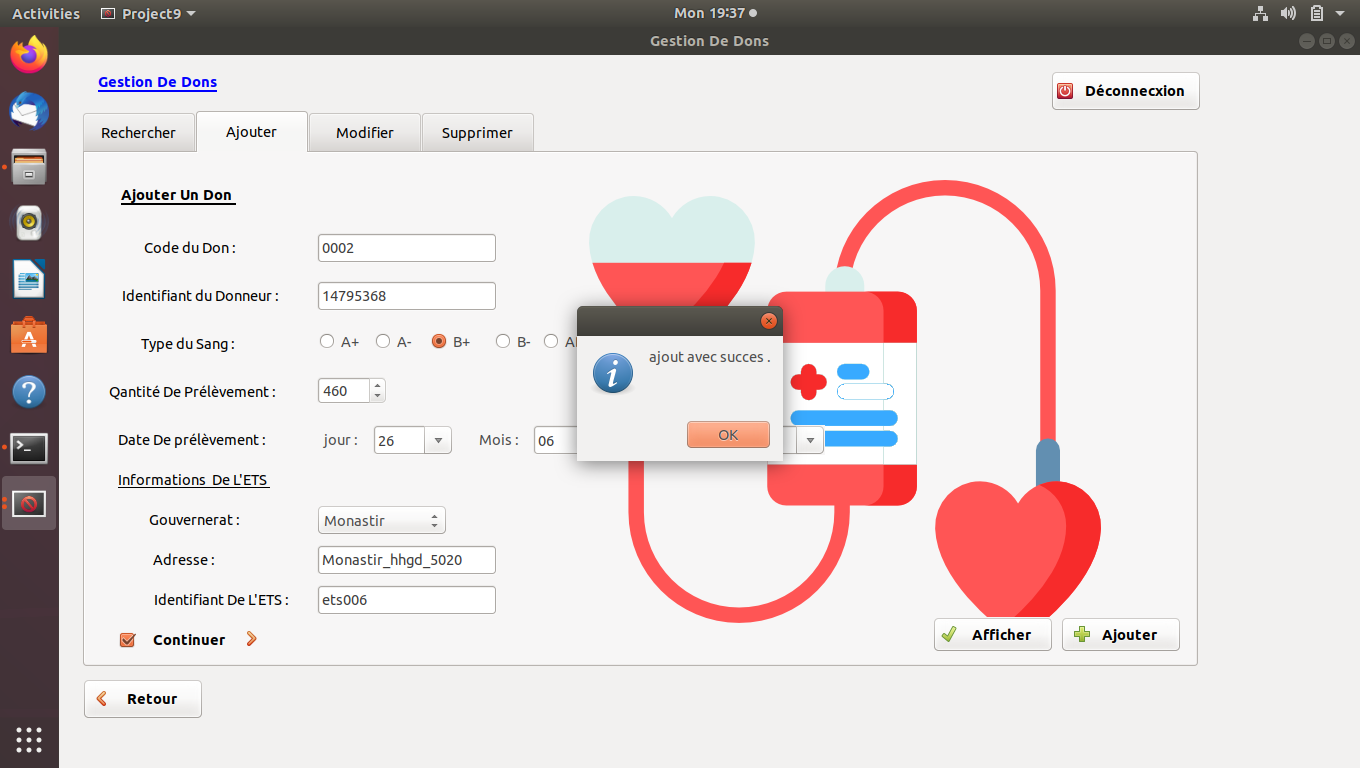 Activities Project9 Mon 19:37
Gestion De Dons
Gestion De Dons
Déconnecxion
Rechercher Ajouter Modifier Supprimer
Ajouter Un Don
Code du Don : 0002
Identifiant du Donneur : 14795368
Type du Sang : A+ A- B+ B-
ajout avec succes .
Qantité De Prélèvement : 460
OK
Date De prélèvement : jour : 26 Mois : 06
Informations De L'ETS
Gouvernerat : Monastir
Adresse : Monastir_hhgd_5020
Identifiant De L'ETS : ets006
Continuer
Afficher Ajouter
Retour